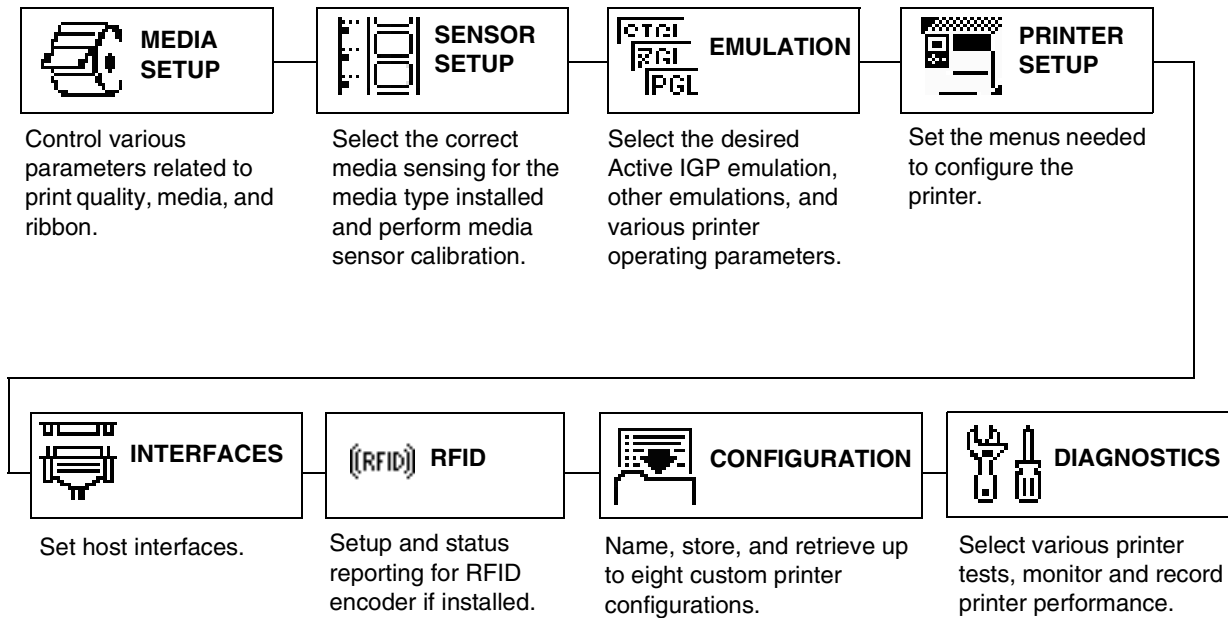 MEDIA
SETUP
Control various
parameters related to
print quality, media, and
ribbon.
SENSOR
SETUP
Select the correct
media sensing for the
media type installed
and perform media
sensor calibration.
CTGL
ZGL
PGL
EMULATION
Select the desired
Active IGP emulation,
other emulations, and
various printer
operating parameters.
PRINTER
SETUP
Set the menus needed
to configure the
printer.
INTERFACES
Set host interfaces.
((RFID))
RFID
Setup and status
reporting for RFID
encoder if installed.
CONFIGURATION
Name, store, and retrieve up
to eight custom printer
configurations.
DIAGNOSTICS
Select various printer
tests, monitor and record
printer performance.